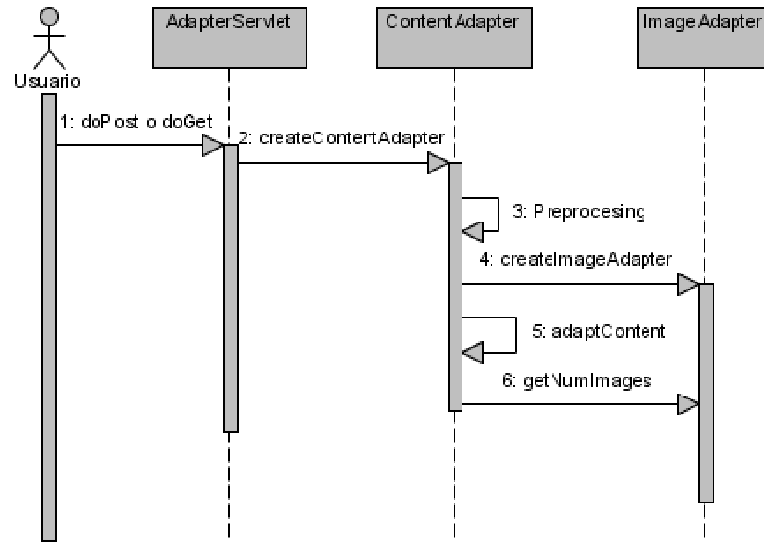 AdapterServlet
ContentAdapter
ImageAdapter
Usuario
1: doPost o doGet
2: createContertAdapter
3: Preprocesing
4: createImageAdapter
5: adaptContent
6: getNumImages